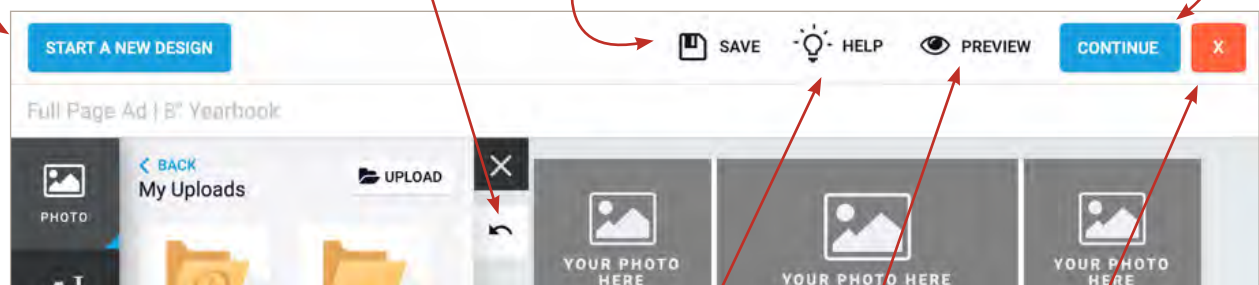 START A NEW DESIGN
SAVE
HELP
PREVIEW
CONTINUE
X
Full Page Ad | 8" Yearbook
PHOTO
BACK
My Uploads
UPLOAD
YOUR PHOTO
HERE
YOUR PHOTO HERE
YOUR PHOTO
HERE